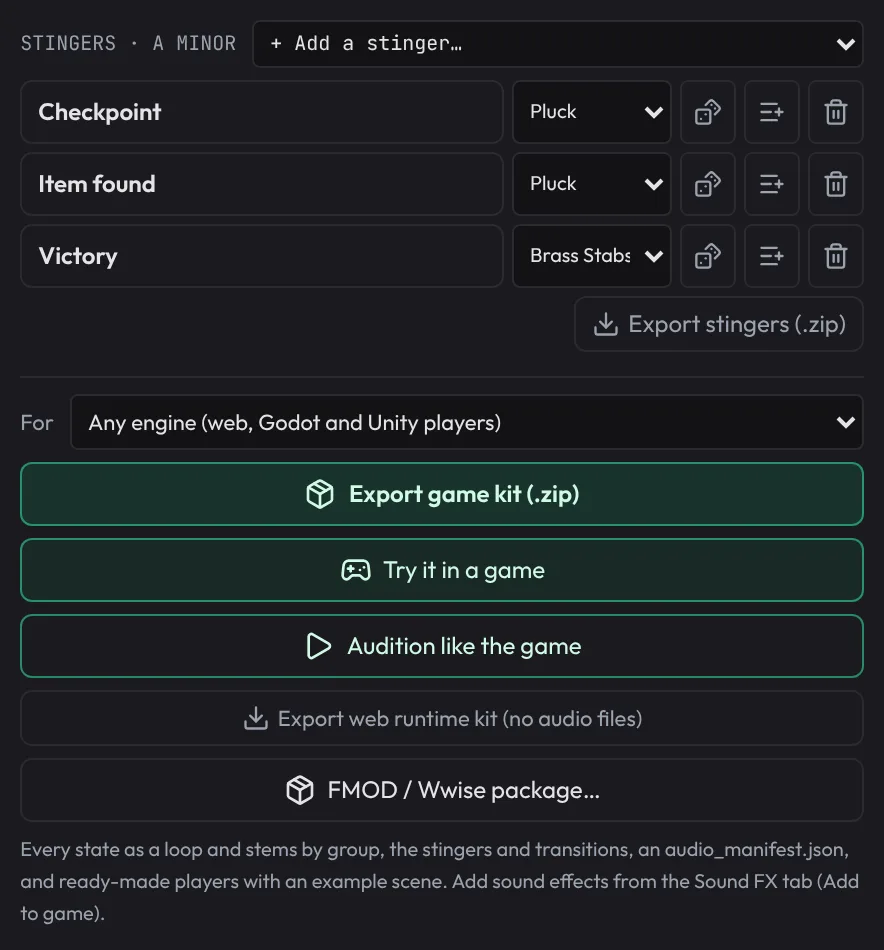 STINGERS · A MINOR
+ Add a stinger…
Checkpoint
Pluck
Item found
Pluck
Victory
Brass Stabs
Export stingers (.zip)
For
Any engine (web, Godot and Unity players)
Export game kit (.zip)
Try it in a game
Audition like the game
Export web runtime kit (no audio files)
FMOD / Wwise package…
Every state as a loop and stems by group, the stingers and transitions, an audio_manifest.json,
and ready-made players with an example scene. Add sound effects from the Sound FX tab (Add
to game).